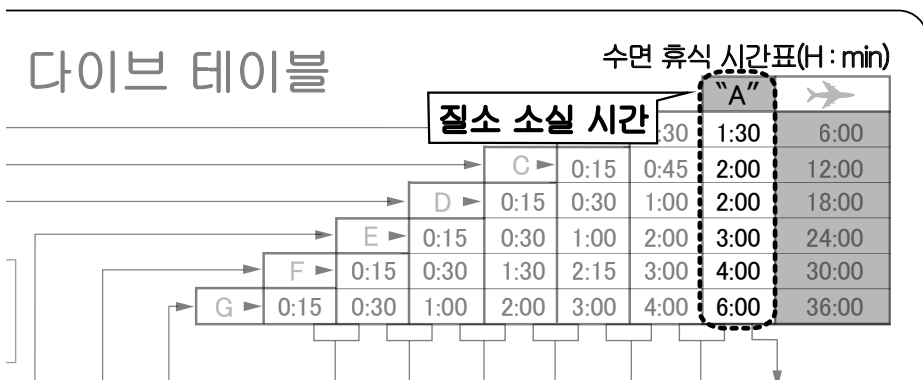 다이브 테이블
수면 휴식 시간표(H : min)
"A"
질소 소실 시간
:30 1:30 6:00
C 0:15 0:45 2:00 12:00
D 0:15 0:30 1:00 2:00 18:00
E 0:15 0:30 1:00 2:00 3:00 24:00
F 0:15 0:30 1:30 2:15 3:00 4:00 30:00
G 0:15 0:30 1:00 2:00 3:00 4:00 6:00 36:00